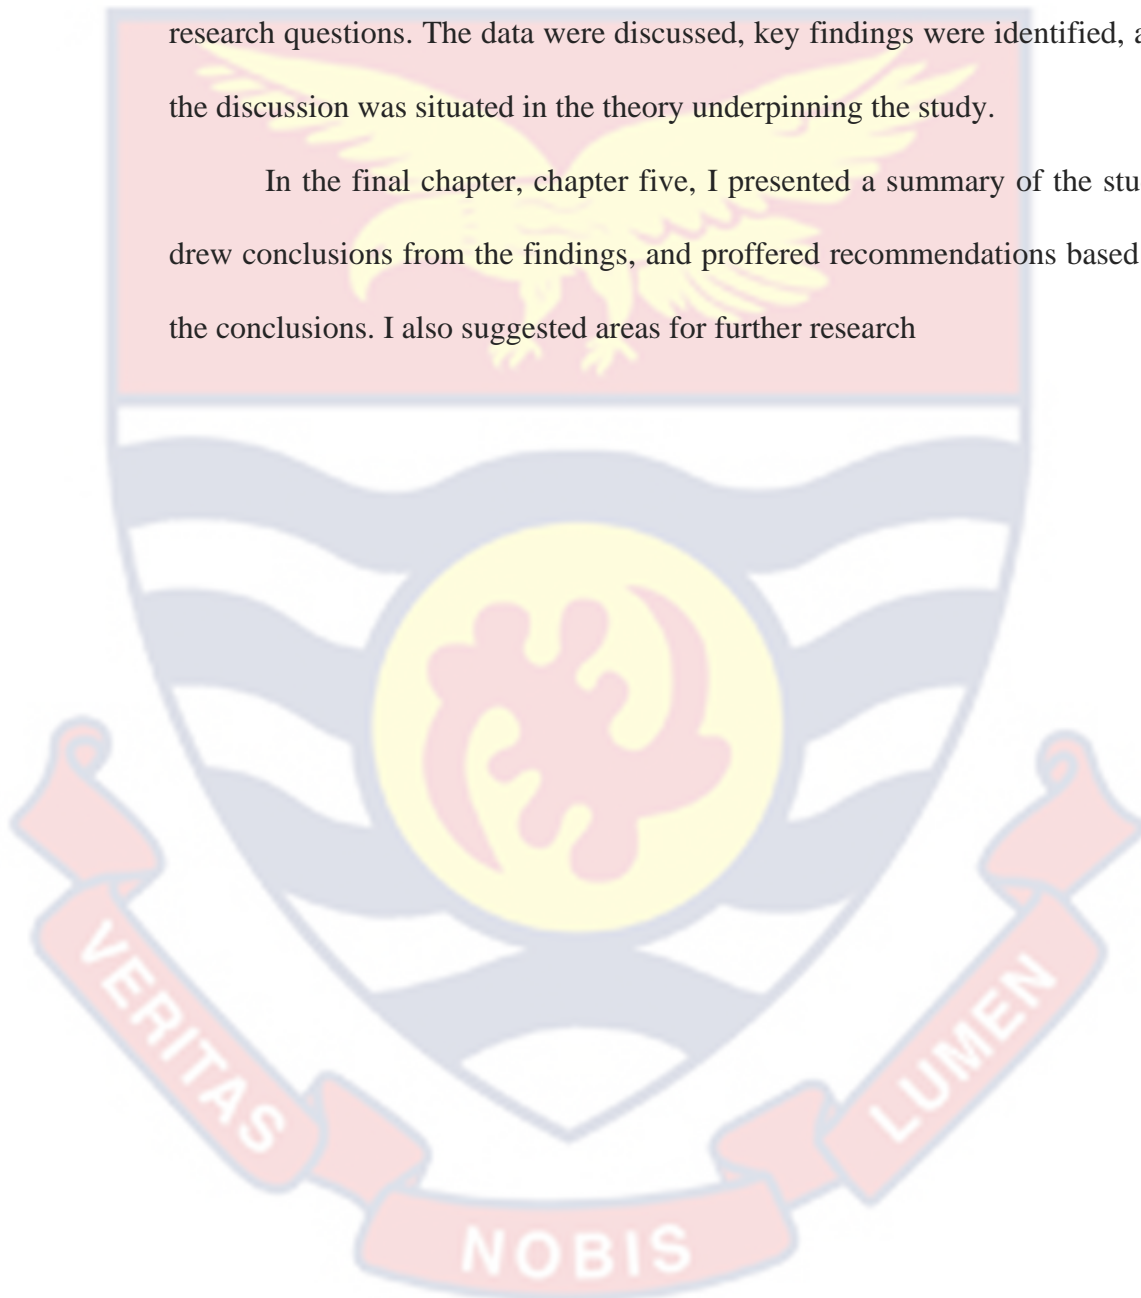 research questions. The data were discussed, key findings were identified, a
the discussion was situated in the theory underpinning the study.
In the final chapter, chapter five, I presented a summary of the stu
drew conclusions from the findings, and proffered recommendations based
the conclusions. I also suggested areas for further research
VERITAS
NOBIS
LUMEN